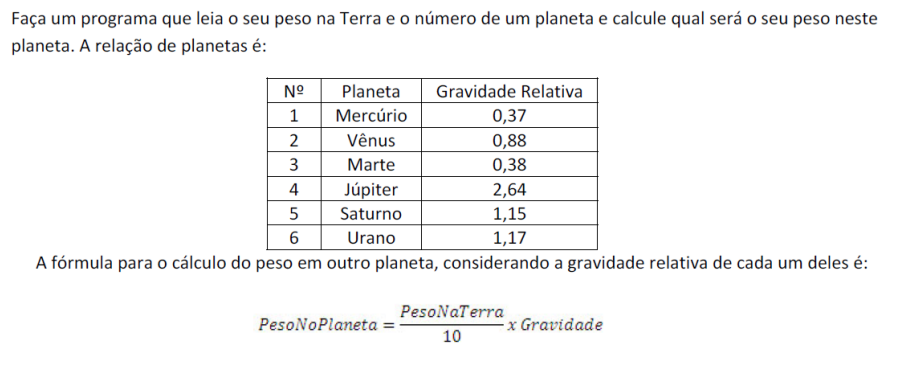 Faça um programa que leia o seu peso na Terra e o número de um planeta e calcule qual será o seu peso neste
planeta. A relação de planetas é:
Nº Planeta Gravidade Relativa
1 Mercúrio 0,37
2 Vênus 0,88
3 Marte 0,38
4 Júpiter 2,64
5 Saturno 1,15
6 Urano 1,17
A fórmula para o cálculo do peso em outro planeta, considerando a gravidade relativa de cada um deles é:
PesoNoPlaneta = PesoNaTerra / 10 x Gravidade